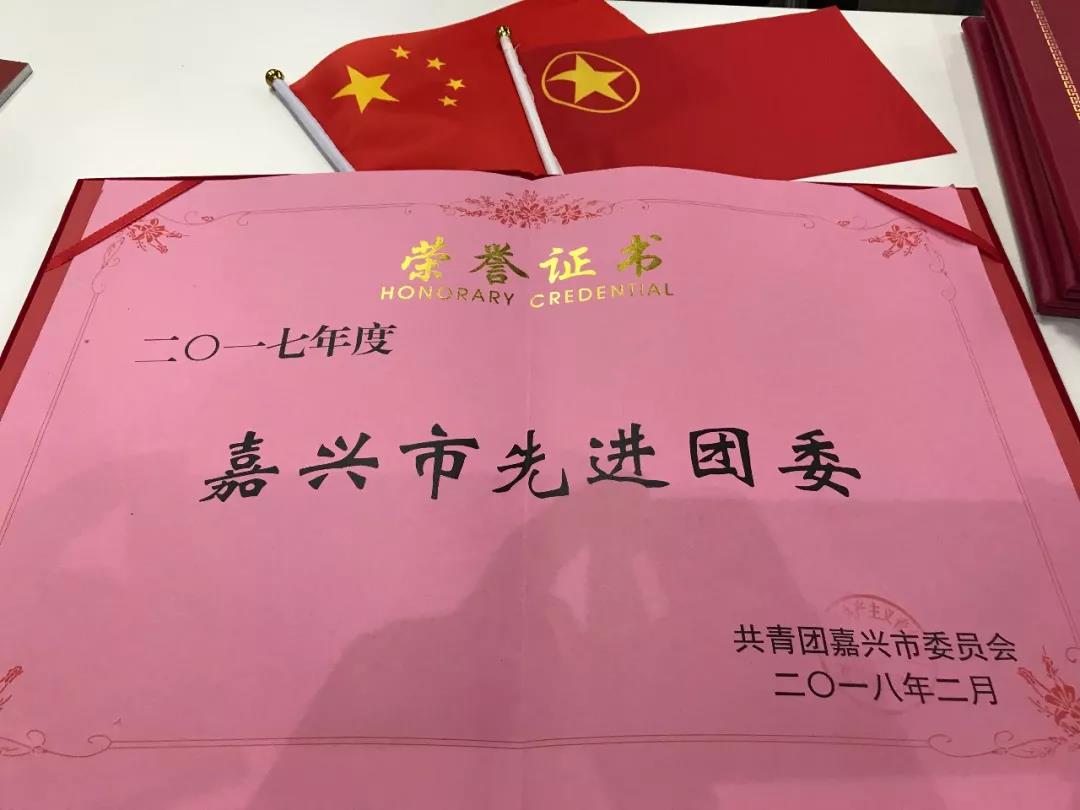 荣誉证书
HONORARY CREDENTIAL
二〇一七年度
嘉兴市先进团委
共青团嘉兴市委员会
二〇一八年二月